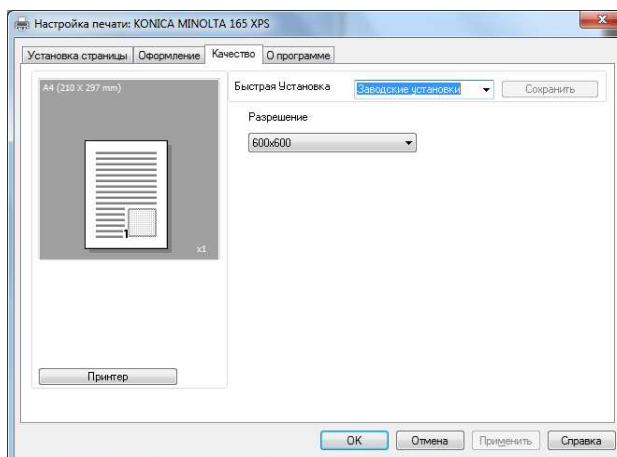 Настройка печати: KONICA MINOLTA 165 XPS
Установка страницы Оформление Качество О программе
A4 (210 X 297 mm)
Быстрая Установка Заводские установки Сохранить
Разрешение
600x600
1
x1
Принтер
OK Отмена Применить Справка